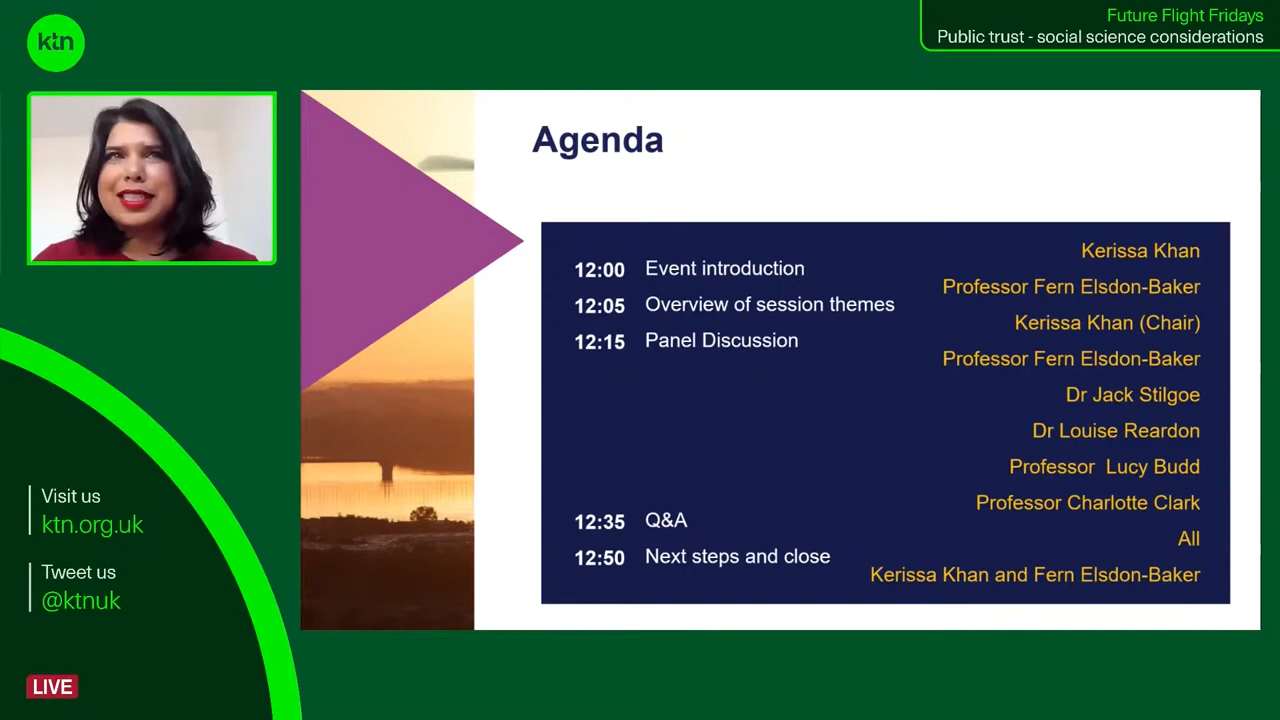 ktn
Future Flight Fridays
Public trust - social science considerations
Agenda
Kerissa Khan
12:00 Event introduction
Professor Fern Elsdon-Baker
12:05 Overview of session themes
Kerissa Khan (Chair)
12:15 Panel Discussion
Professor Fern Elsdon-Baker
Dr Jack Stilgoe
Dr Louise Reardon
Professor Lucy Budd
Professor Charlotte Clark
12:35 Q&A
All
12:50 Next steps and close
Kerissa Khan and Fern Elsdon-Baker
Visit us
ktn.org.uk
Tweet us
@ktnuk
LIVE